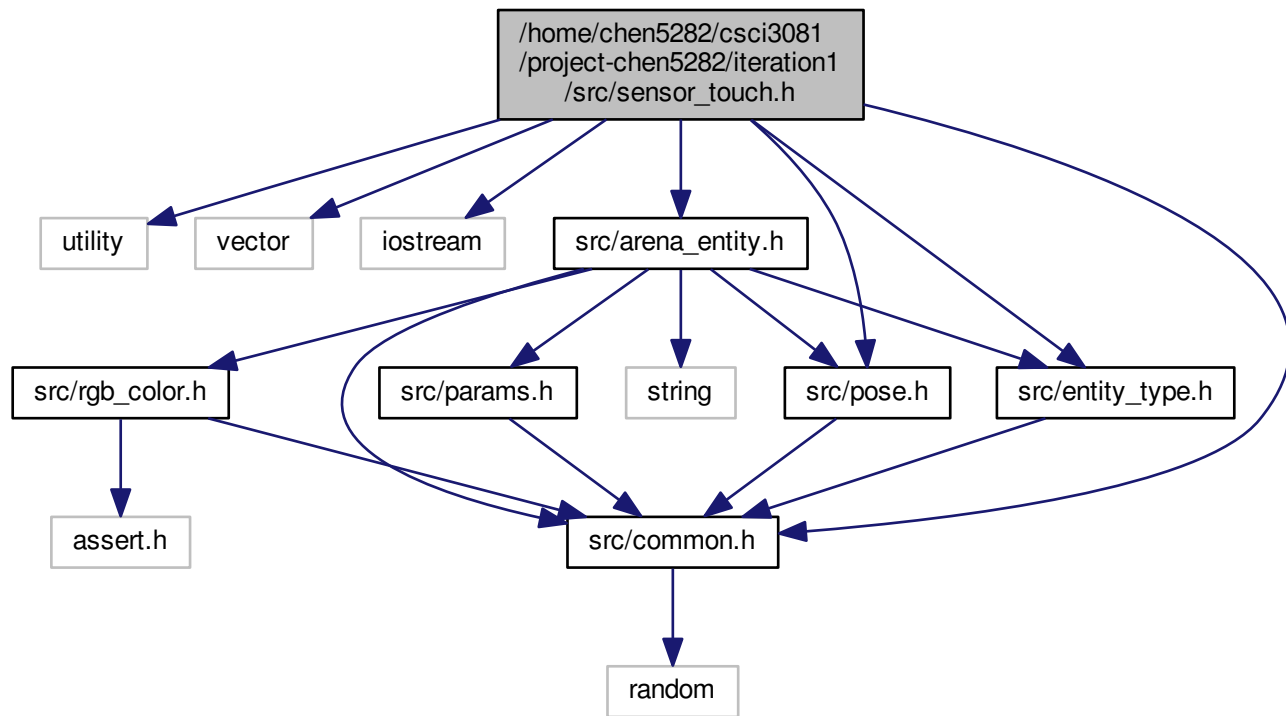 /home/chen5282/csci3081
/project-chen5282/iteration1
/src/sensor_touch.h
utility
vector
iostream
src/arena_entity.h
src/rgb_color.h
src/params.h
string
src/pose.h
src/entity_type.h
assert.h
src/common.h
random